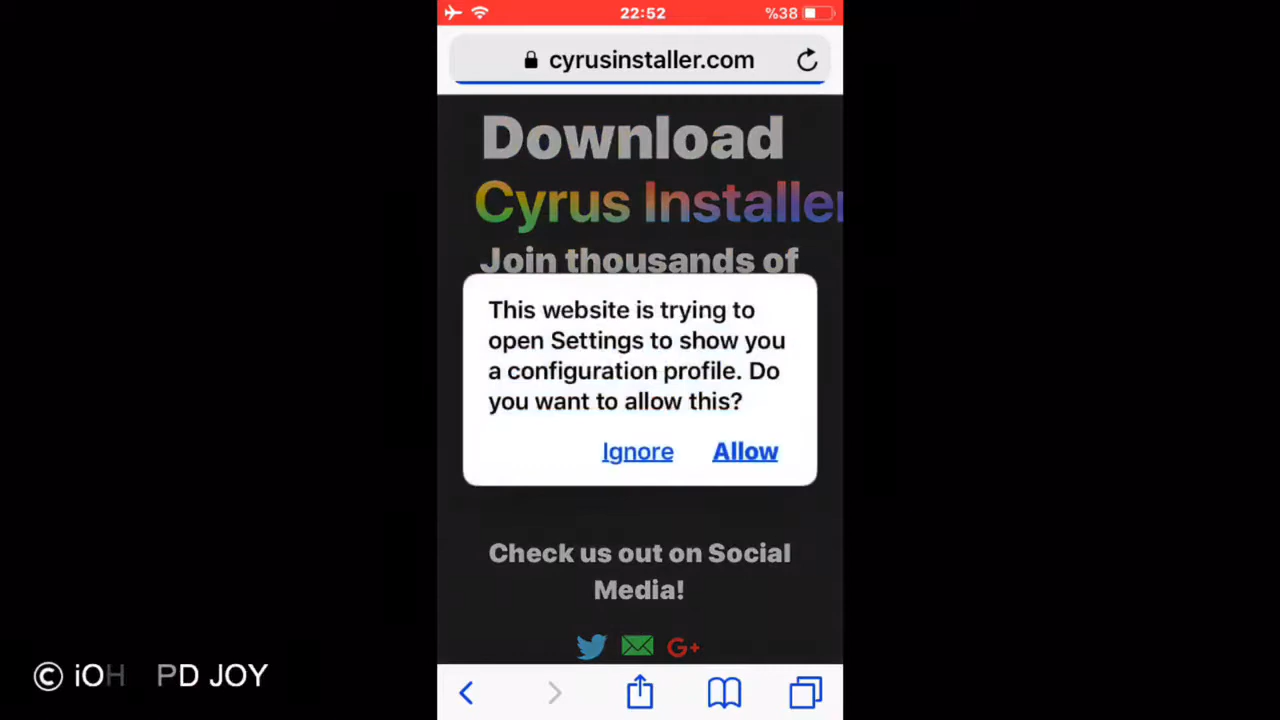 22:52
%38
cyrusinstaller.com
Download
Cyrus Installer
Join thousands of
This website is trying to
open Settings to show you
a configuration profile. Do
you want to allow this?
Ignore Allow
Check us out on Social
Media!
G+
© iOH PD JOY